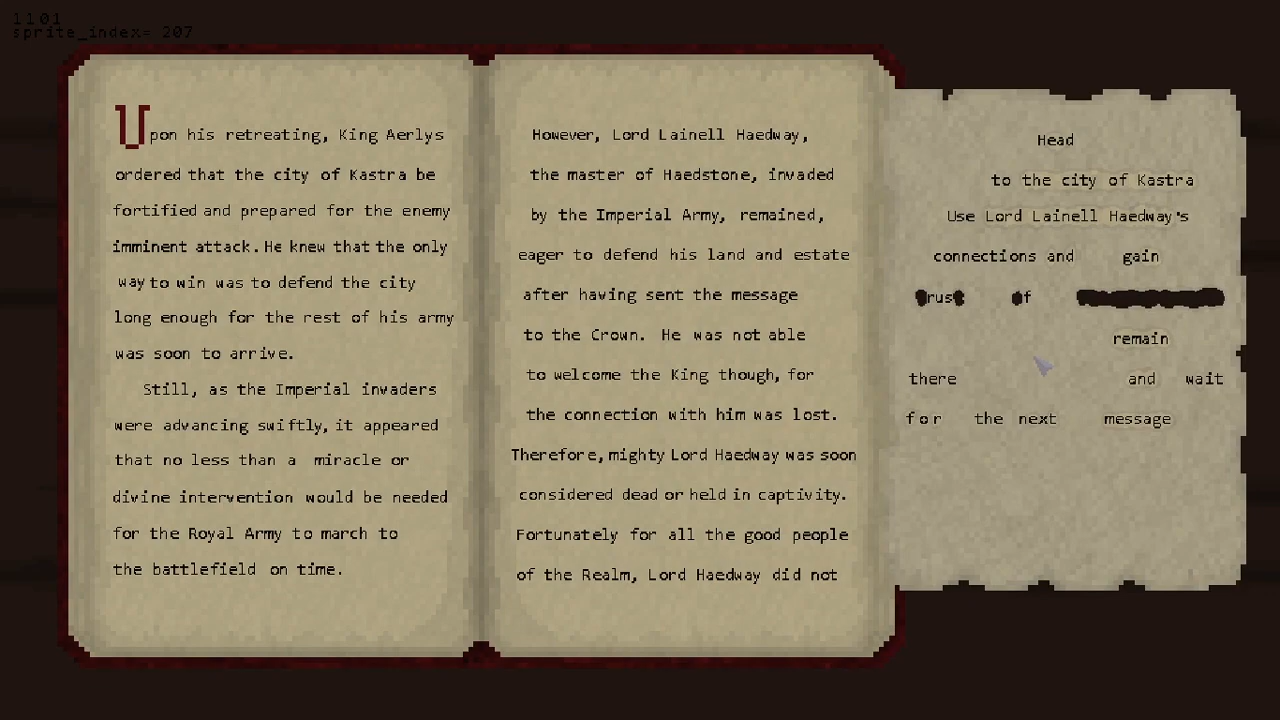 1101
sprite_index= 207
Upon his retreating, King Aerlys
ordered that the city of Kastra be
fortified and prepared for the enemy
imminent attack. He knew that the only
way to win was to defend the city
long enough for the rest of his army
was soon to arrive.
Still, as the Imperial invaders
were advancing swiftly, it appeared
that no less than a miracle or
divine intervention would be needed
for the Royal Army to march to
the battlefield on time.
However, Lord Lainell Haedway,
the master of Haedstone, invaded
by the Imperial Army, remained,
eager to defend his land and estate
after having sent the message
to the Crown. He was not able
to welcome the King though, for
the connection with him was lost.
Therefore, mighty Lord Haedway was soon
considered dead or held in captivity.
Fortunately for all the good people
of the Realm, Lord Haedway did not
Head
to the city of Kastra
Use Lord Lainell Haedway's
connections and gain
rus f
remain
there and wait
for the next message